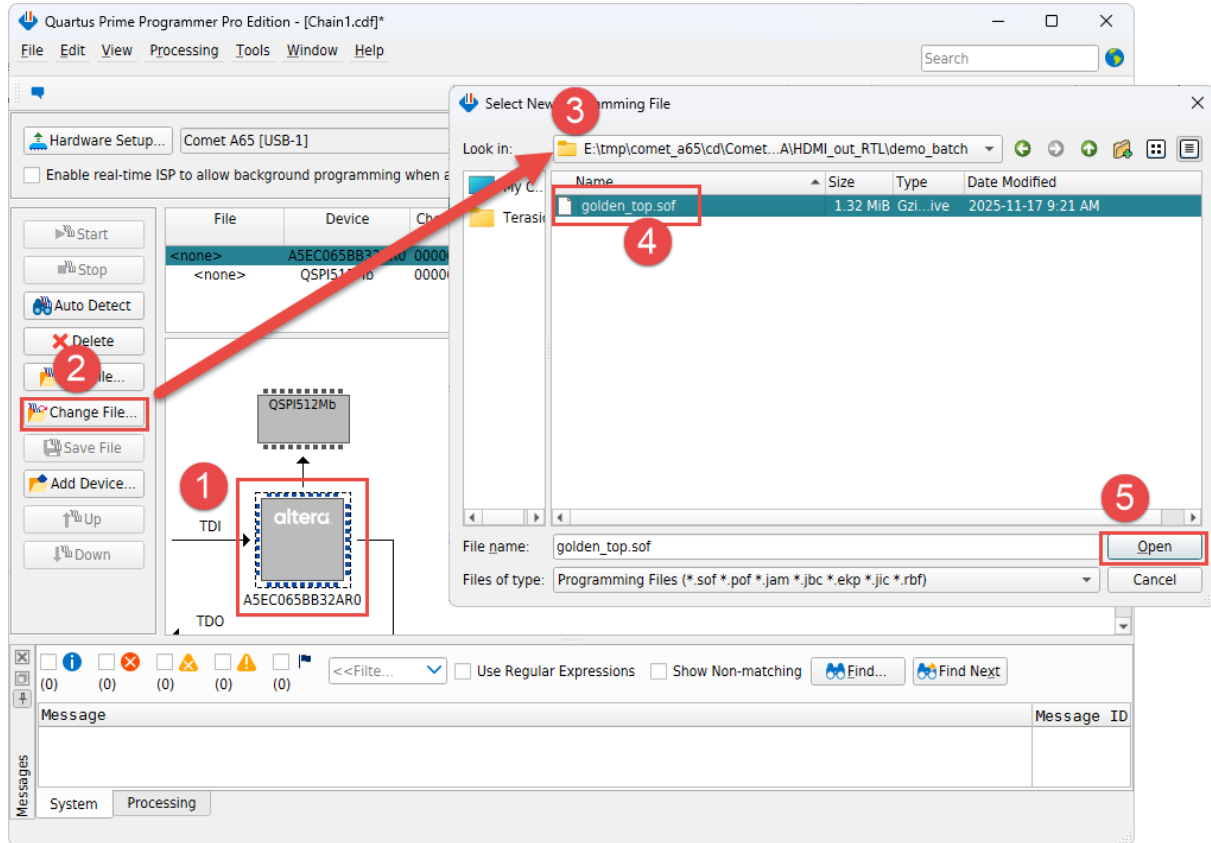 Quartus Prime Programmer Pro Edition - [Chain1.cdf]*
File Edit View Processing Tools Window Help
Search
Hardware Setup... Comet A65 [USB-1]
Enable real-time ISP to allow background programming when
Start
Stop
Auto Detect
Delete
2
Change File...
Save File
Add Device...
Up
Down
File Device
<none> 
<none>
QSPI512Mb
1
TDI
altera
A5EC065BB32AR0
TDO
Select New
3
Programming File
Look in: E:\tmp\comet_a65\cd\Comet...A\HDMI_out_RTL\demo_batch
My C...
Terasic
Name Size Type Date Modified
golden_top.sof 1.32 MiB Gzi...ive 2025-11-17 9:21 AM
4
5
File name: golden_top.sof Open
Files of type: Programming Files (*.sof *.pof *.jam *.jbc *.ekp *.jic *.rbf) Cancel
(0) (0) (0) (0) (0)
<<Filte... Use Regular Expressions Show Non-matching Find... Find Next
Message Message ID
Messages
System Processing